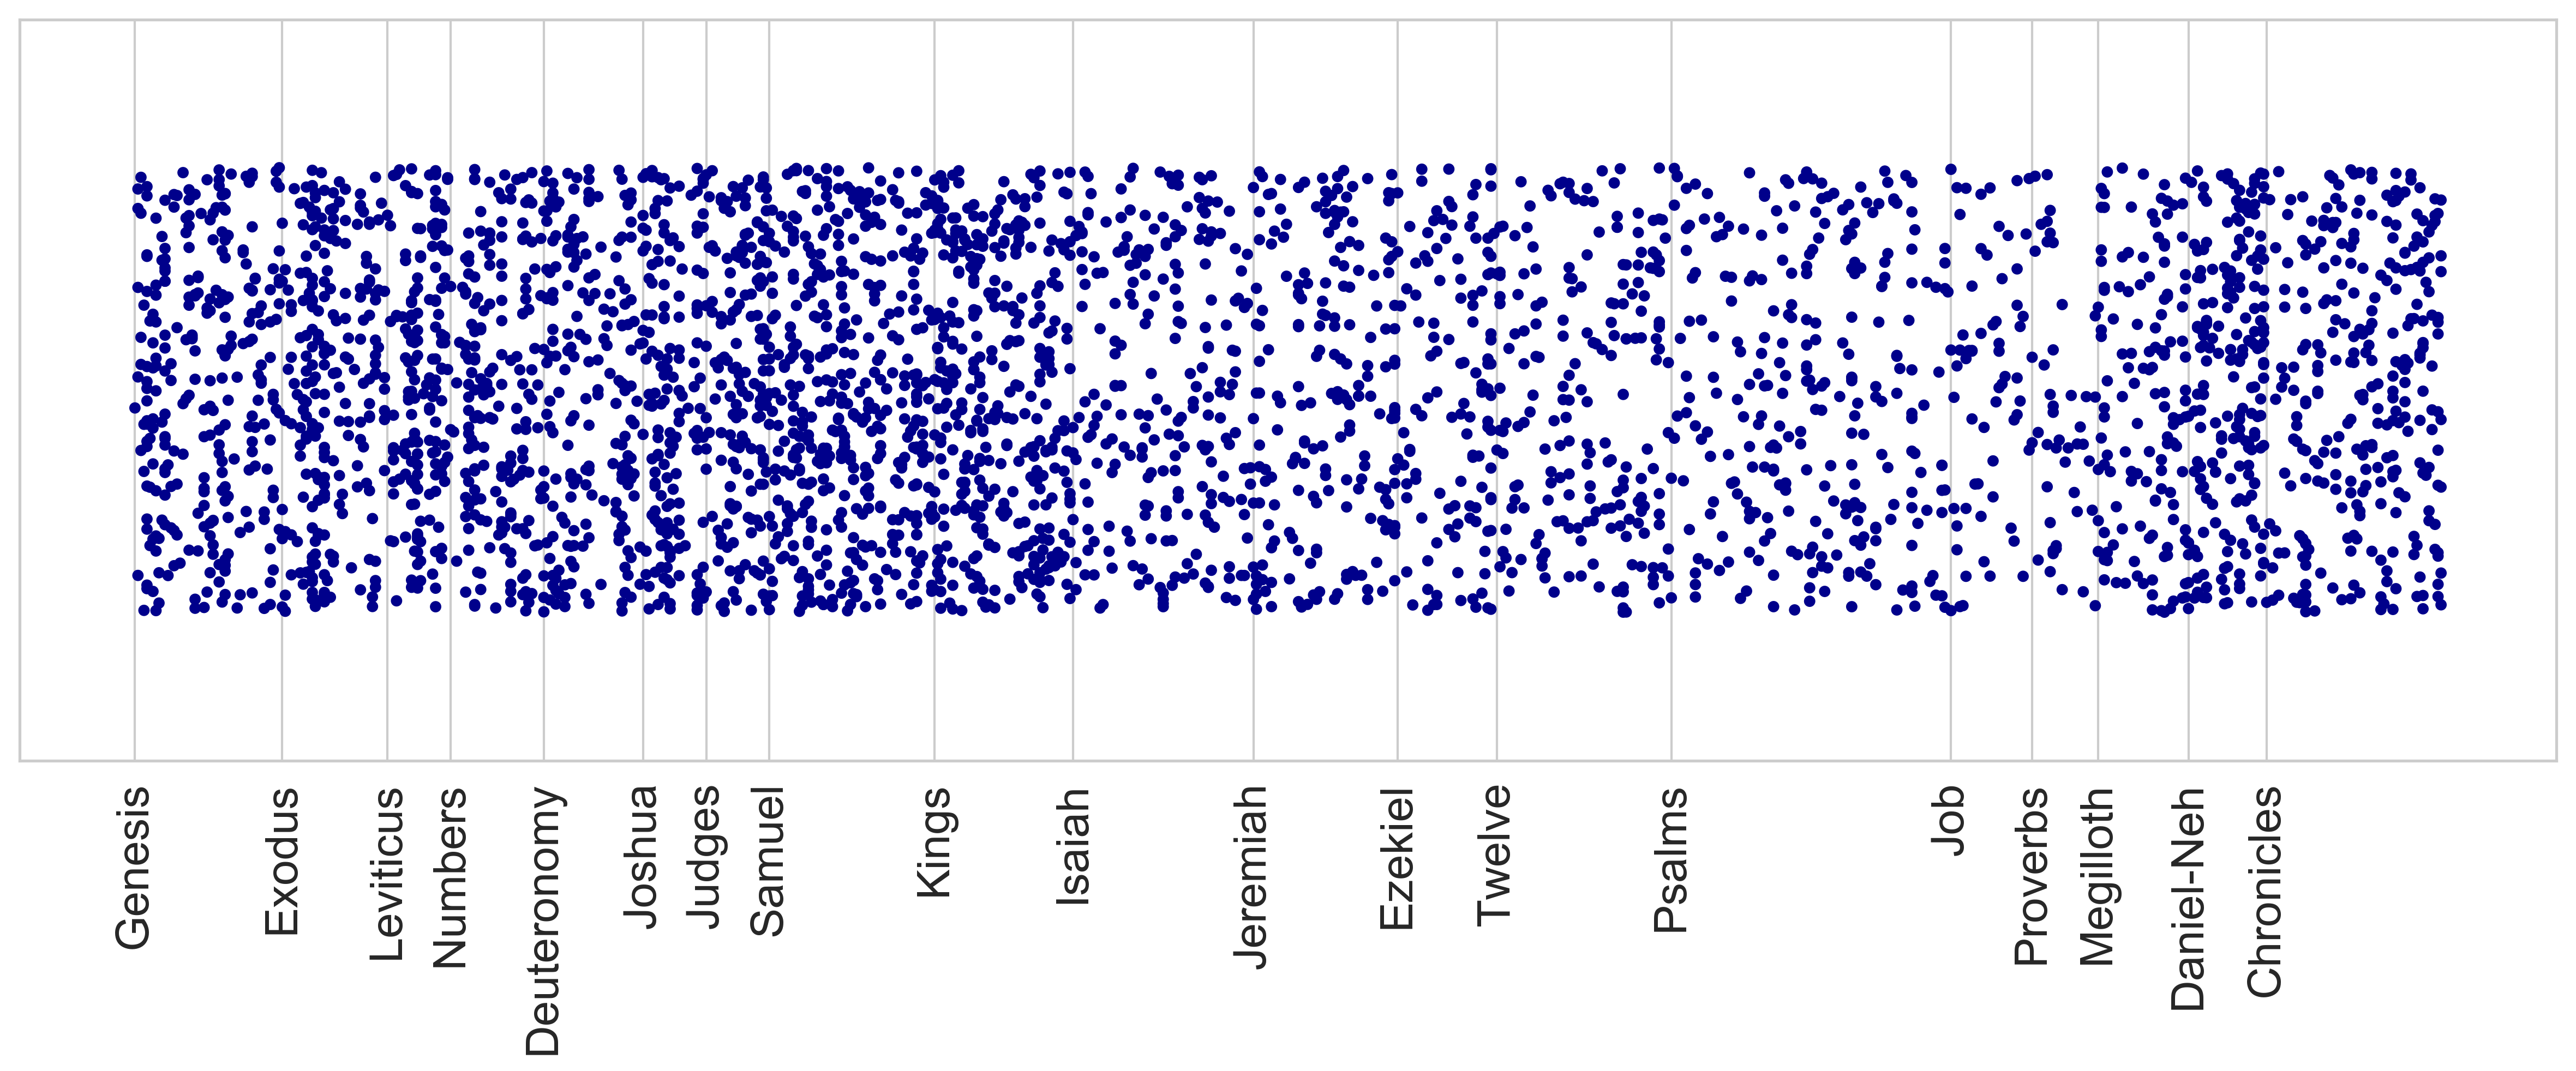 Genesis
Exodus
Leviticus
Numbers
Deuteronomy
Joshua
Judges
Samuel
Kings
Isaiah
Jeremiah
Ezekiel
Twelve
Psalms
Job
Proverbs
Megilloth
Daniel-Neh
Chronicles